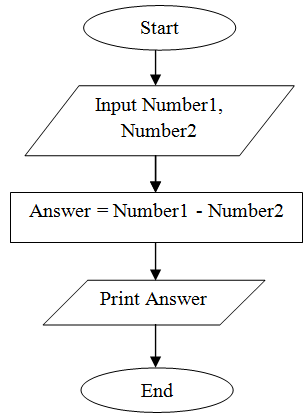 Start
Input Number1,
Number2
Answer = Number1 - Number2
Print Answer
End